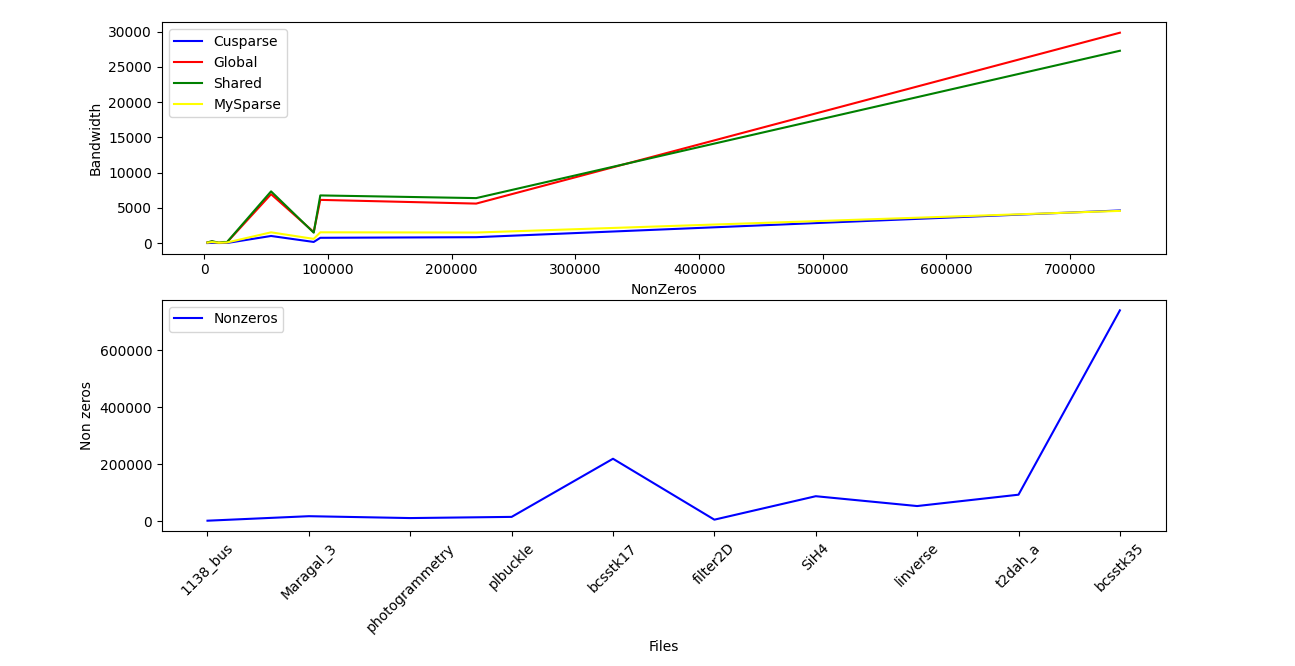 30000
25000
20000
15000
10000
5000
0
Bandwidth
Cusparse
Global
Shared
MySparse
0 100000 200000 300000 400000 500000 600000 700000
NonZeros
600000
400000
200000
0
Non zeros
Nonzeros
1138_bus Maragal_3 photogrammetry plbuckle bcsstk17 filter2D SiH4 linverse t2dah_a bcsstk35
Files